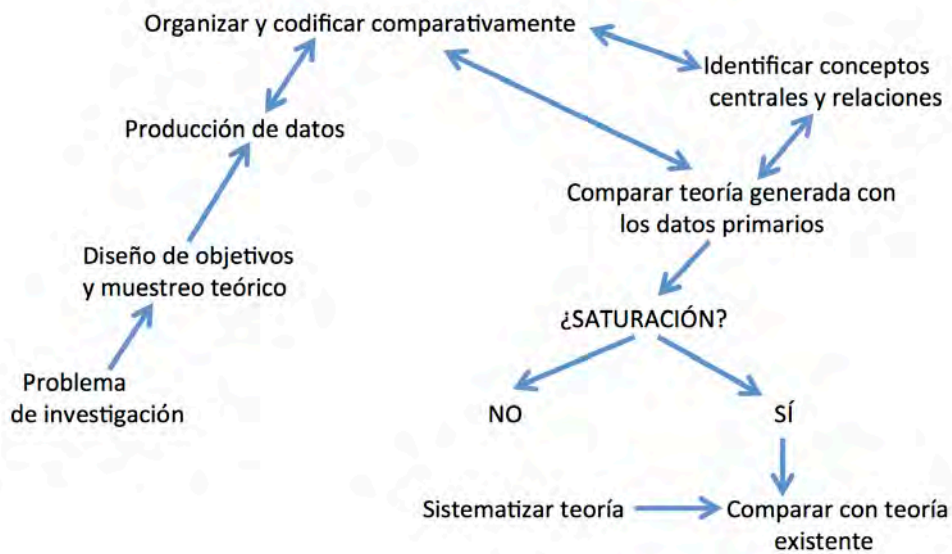 Organizar y codificar comparativamente
Identificar conceptos
centrales y relaciones
Producción de datos
Comparar teoría generada con
los datos primarios
Diseño de objetivos
y muestreo teórico
¿SATURACIÓN?
Problema
de investigación
NO
SÍ
Sistematizar teoría
Comparar con teoría
existente